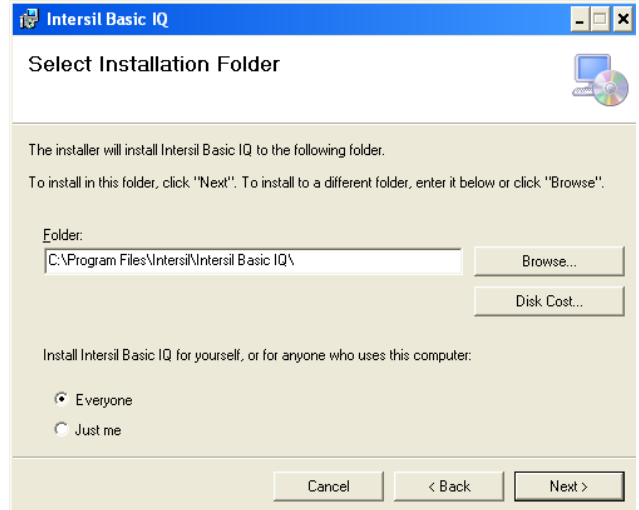 Intersil Basic IQ
Select Installation Folder
The installer will install Intersil Basic IQ to the following folder.
To install in this folder, click "Next". To install to a different folder, enter it below or click "Browse".
Folder:
C:\Program Files\Intersil\Intersil Basic IQ\
Browse...
Disk Cost...
Install Intersil Basic IQ for yourself, or for anyone who uses this computer:
Everyone
Just me
Cancel
< Back
Next >